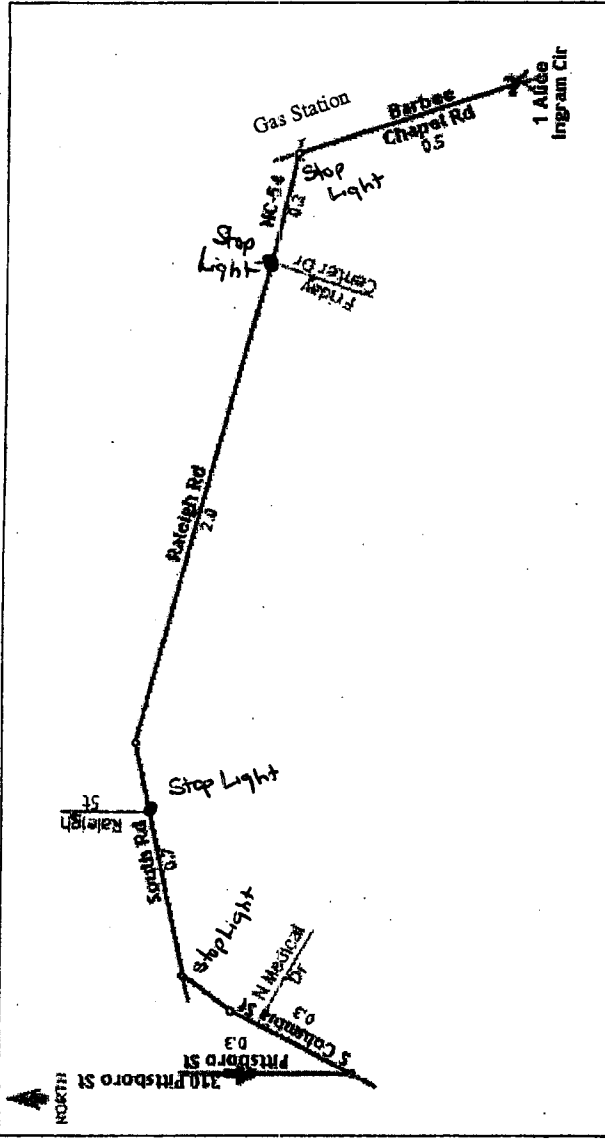 NORTH
310 Pittsboro St
Pittsboro St
0.3
S Columbia St
0.3
N Medical
Dr
Stop Light
South Rd
0.7
Raleigh
St
Stop Light
Raleigh Rd
2.0
Stop
Light
Friday
Center Dr
NC-54
0.2
Stop
Light
Gas Station
Barbee
Chapel Rd
0.5
1 Alice
Ingram Cir